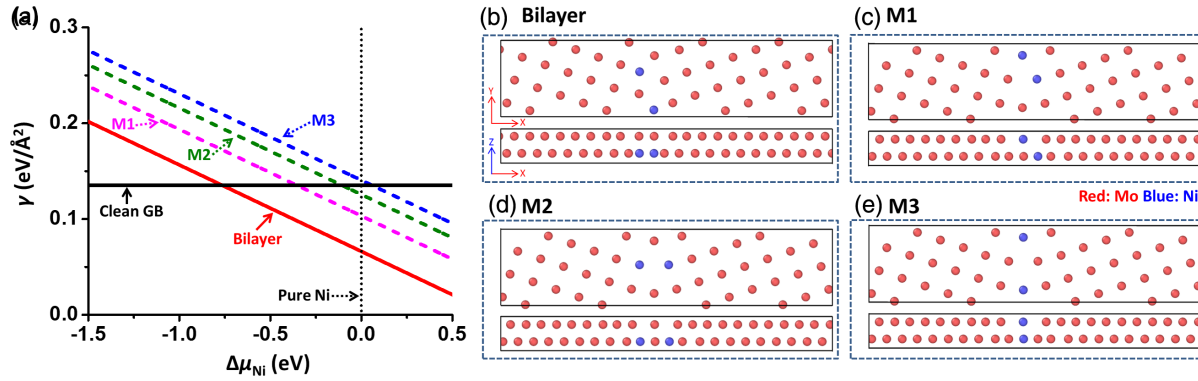 (a)
0.3
0.2
0.1
0.0
γ (eV/Å²)
M3
M1
M2
Clean GB
Bilayer
Pure Ni
-1.5 -1.0 -0.5 0.0 0.5
ΔμNi (eV)
(b) Bilayer
Y
X
Z
X
(c) M1
Red: Mo Blue: Ni
(d) M2
(e) M3